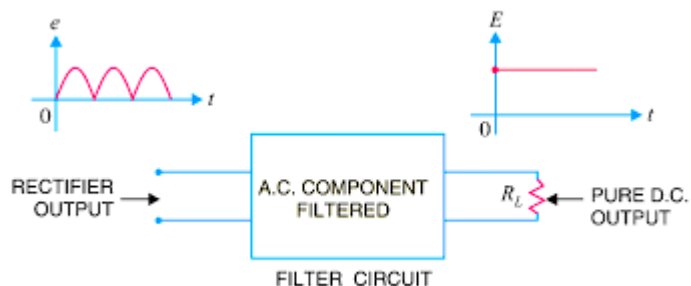 e
E
t
0
t
0
RECTIFIER
OUTPUT
A.C. COMPONENT
FILTERED
R_L
PURE D.C.
OUTPUT
FILTER CIRCUIT